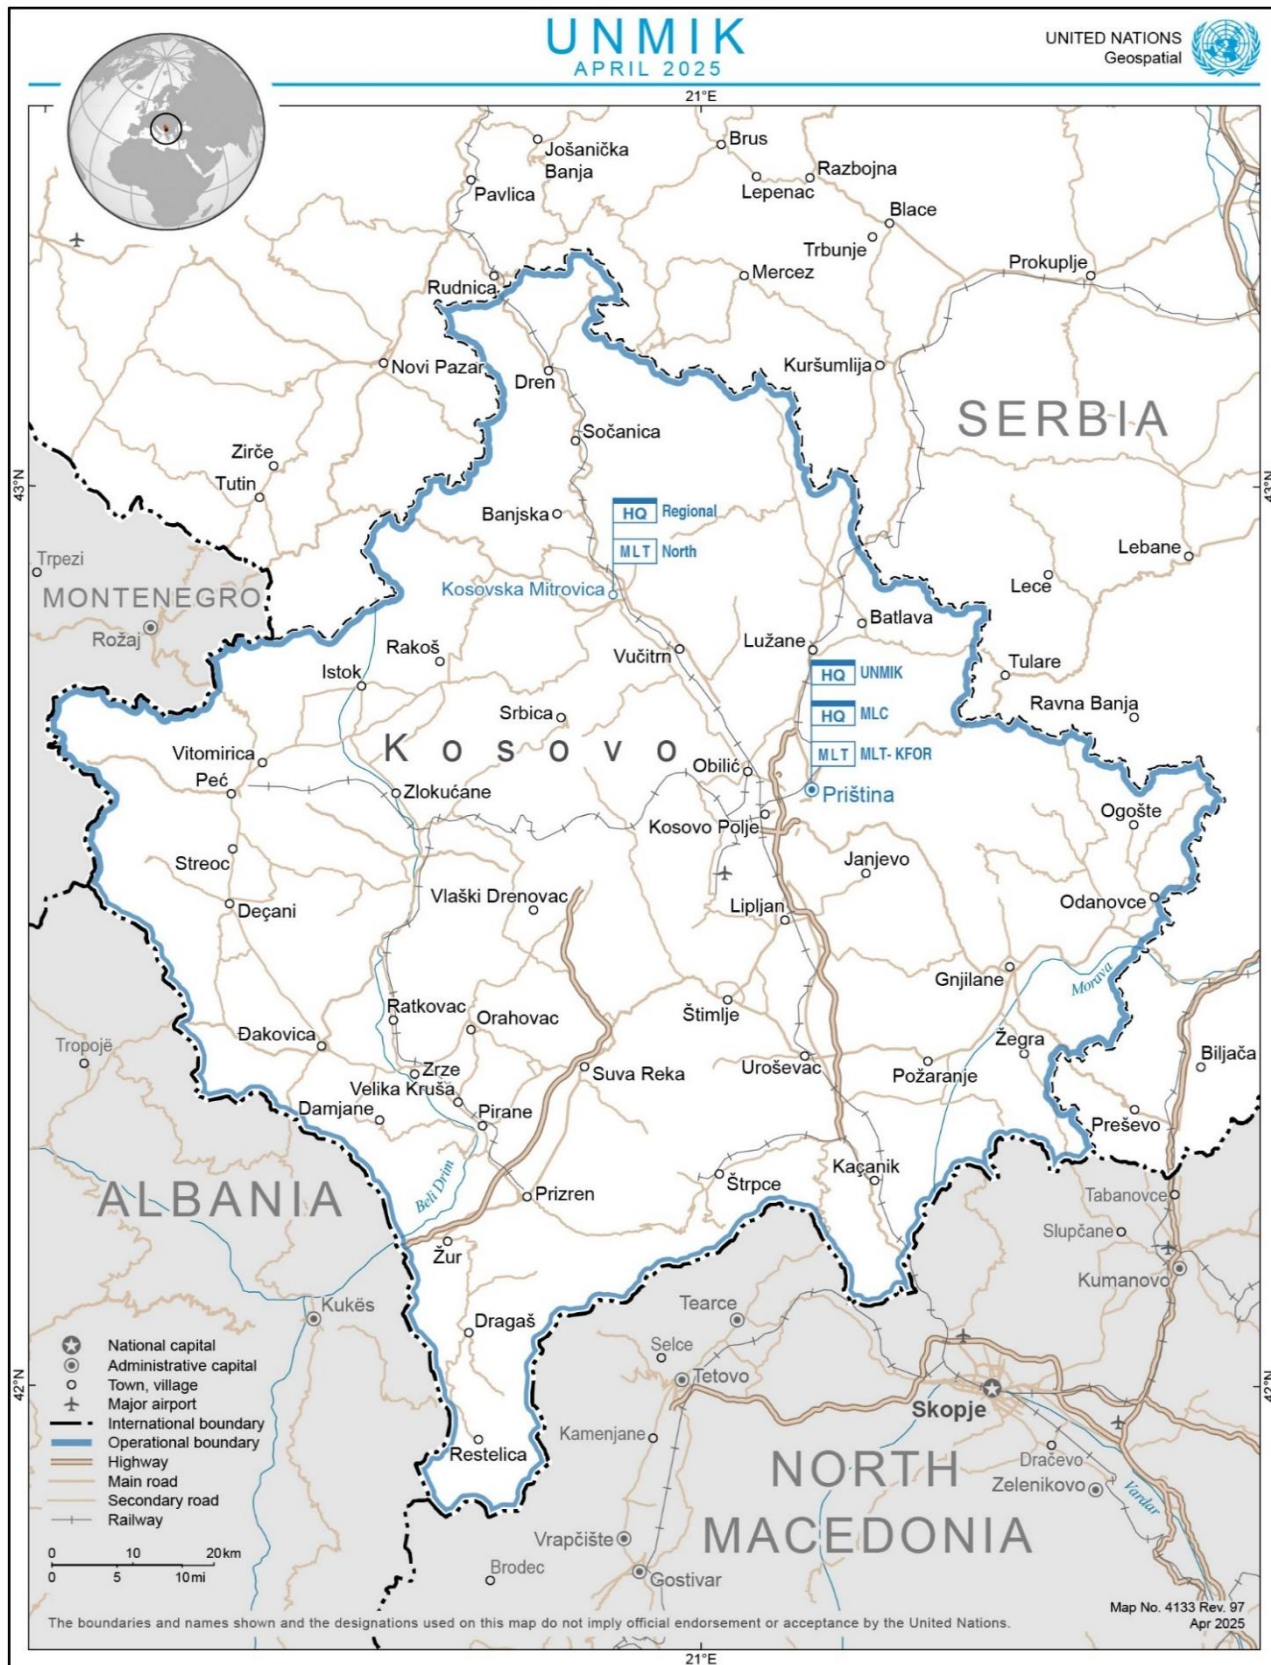 UNMIK
APRIL 2025
UNITED NATIONS
Geospatial
21°E
Jošanička
Banja
Brus
Pavlica
Lepenac
Razbojna
Blace
Trbunje
Rudnica
Mercez
Prokuplje
Novi Pazar
Dren
Kuršumlija
SERBIA
Sočanica
Zirče
Tutin
43°N
43°N
Banjska
HQ Regional
MLT North
Lebane
Trpezi
MONTENEGRO
Kosovska Mitrovica
Lece
Rožaj
Batlava
Rakoš
Vučitrn
Lužane
Istok
HQ UNMIK
Tulare
Srbica
HQ MLC
Ravna Banja
Kosovo
Vitomirica
Obilić
MLT MLT-KFOR
Peć
Zlokućane
Priština
Kosovo Polje
Ogošte
Streoc
Janjevo
Vlaški Drenovac
Deçani
Lipljan
Odanovce
Gnjilane
Morava
Ratkovac
Orahovac
Štimlje
Đakovica
Tropojë
Žegra
Zrze
Suva Reka
Uroševac
Požaranje
Biljača
Velika Kruša
Damjane
Pirane
Preševo
Beli Drim
Kaçanik
ALBANIA
Prizren
Štrpce
Tabanovce
Slupčane
Žur
Kumanovo
Kukës
Tearce
Dragaš
Selce
Tetovo
42°N
42°N
Skopje
Kamenjane
Restelica
Dračevo
NORTH
MACEDONIA
Zelenikovo
Vardar
Vrapčište
Brodec
Gostivar
National capital
Administrative capital
Town, village
Major airport
International boundary
Operational boundary
Highway
Main road
Secondary road
Railway
0 10 20 km
0 5 10 mi
The boundaries and names shown and the designations used on this map do not imply official endorsement or acceptance by the United Nations.
Map No. 4133 Rev. 97
Apr 2025
21°E